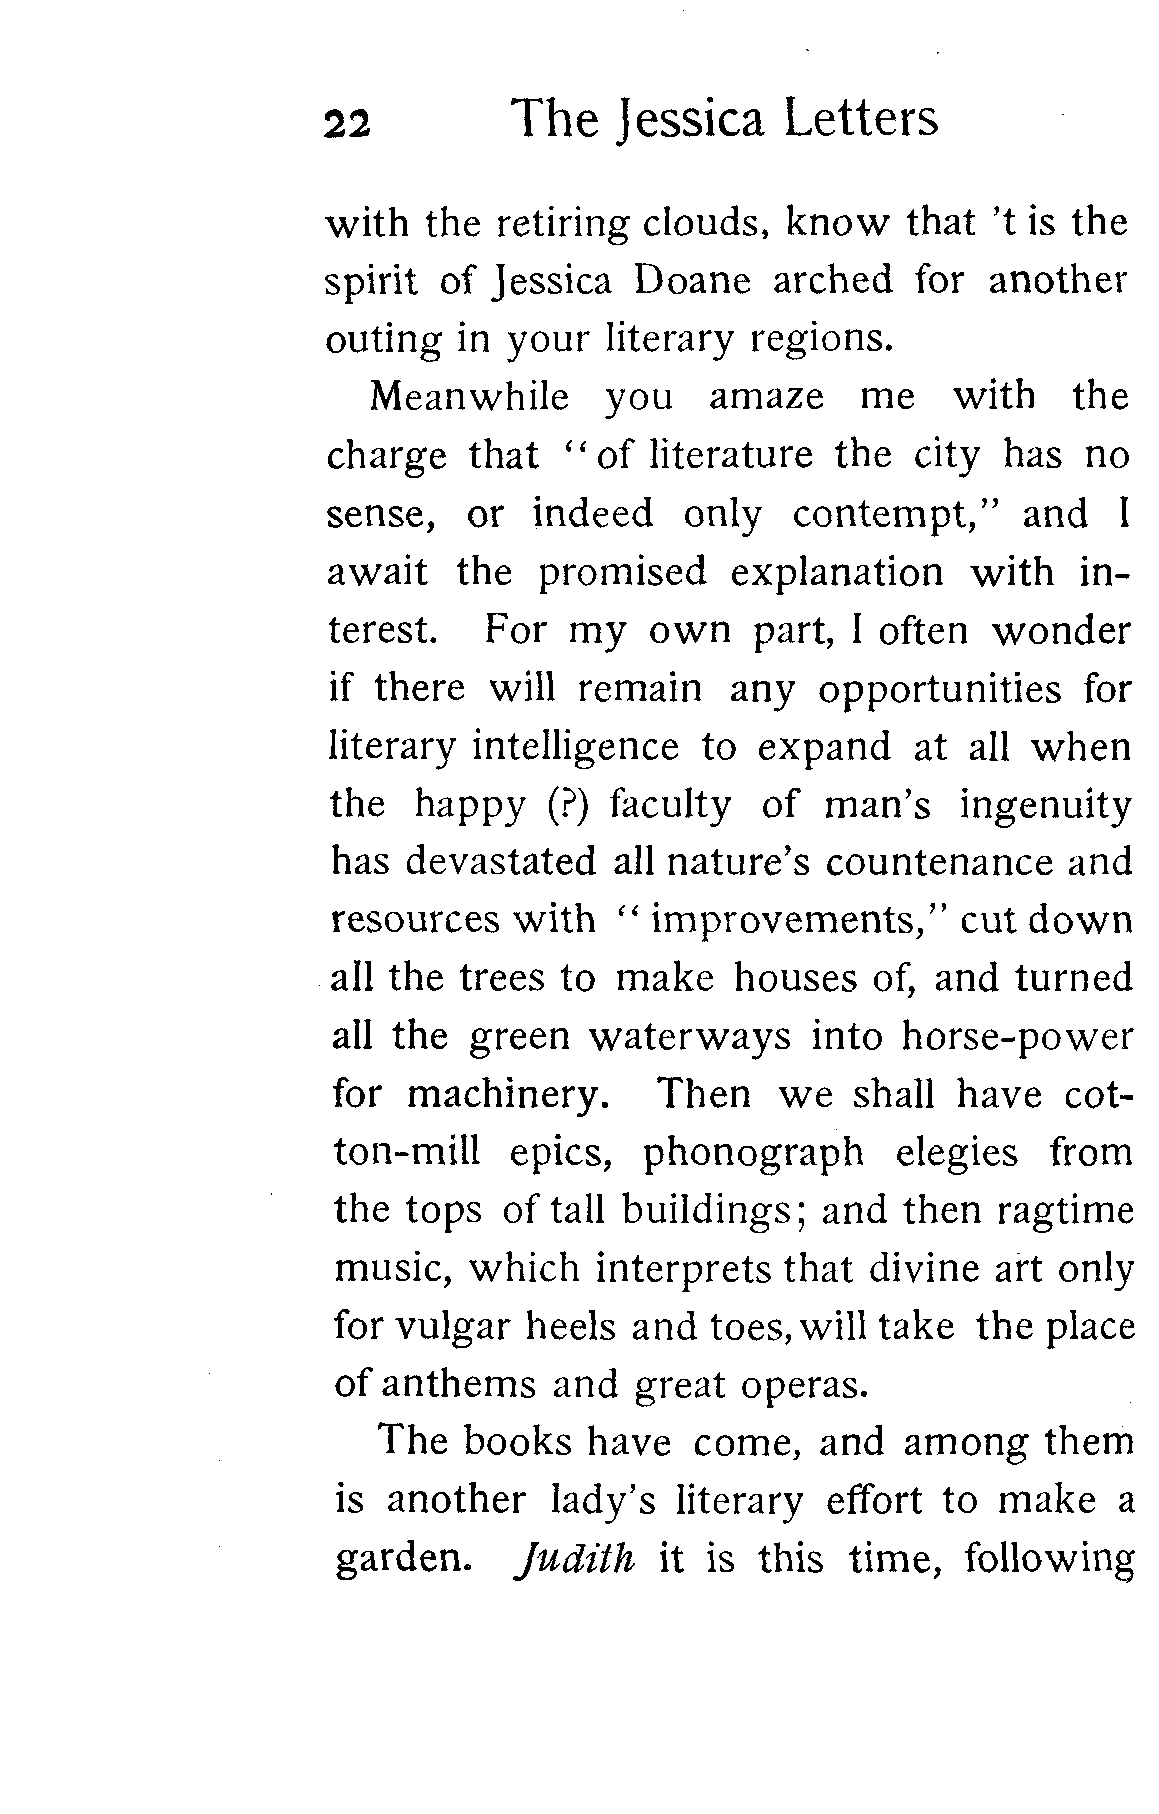 22 The Jessica Letters
with the retiring clouds, know that 't is the
spirit of Jessica Doane arched for another
outing in your literary regions.
Meanwhile you amaze me with the
charge that “of literature the city has no
sense, or indeed only contempt,” and I
await the promised explanation with in-
terest. For my own part, I often wonder
if there will remain any opportunities for
literary intelligence to expand at all when
the happy (?) faculty of man's ingenuity
has devastated all nature's countenance and
resources with “improvements,” cut down
all the trees to make houses of, and turned
all the green waterways into horse-power
for machinery. Then we shall have cot-
ton-mill epics, phonograph elegies from
the tops of tall buildings; and then ragtime
music, which interprets that divine art only
for vulgar heels and toes, will take the place
of anthems and great operas.
The books have come, and among them
is another lady's literary effort to make a
garden. Judith it is this time, following